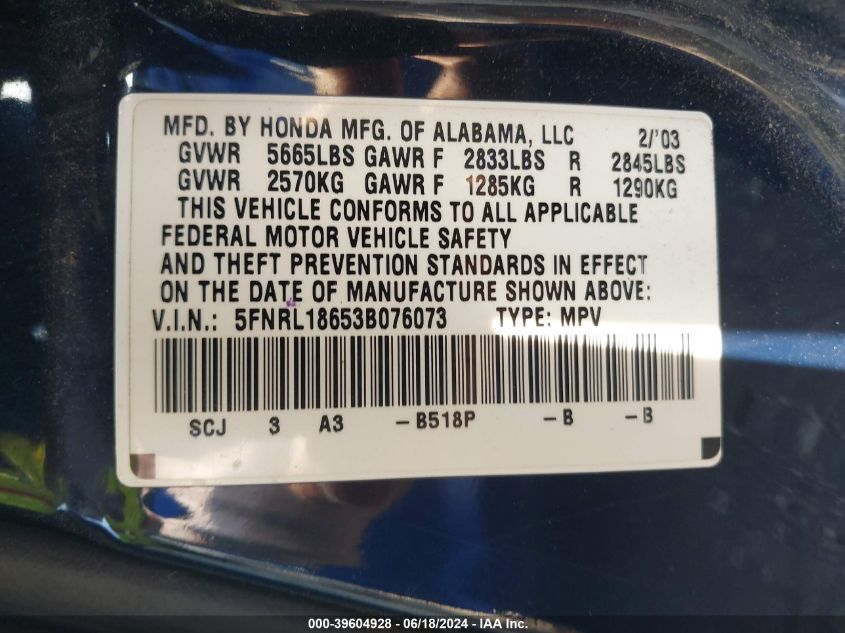 MFD. BY HONDA MFG. OF ALABAMA, LLC 2/'03
GVWR 5665LBS GAWR F 2833LBS R 2845LBS
GVWR 2570KG GAWR F 1285KG R 1290KG
THIS VEHICLE CONFORMS TO ALL APPLICABLE
FEDERAL MOTOR VEHICLE SAFETY
AND THEFT PREVENTION STANDARDS IN EFFECT
ON THE DATE OF MANUFACTURE SHOWN ABOVE:
V.I.N.: 5FNRL18653B076073 TYPE: MPV
SCJ 3 A3 -B518P -B -B
000-39604928 - 06/18/2024 - IAA Inc.